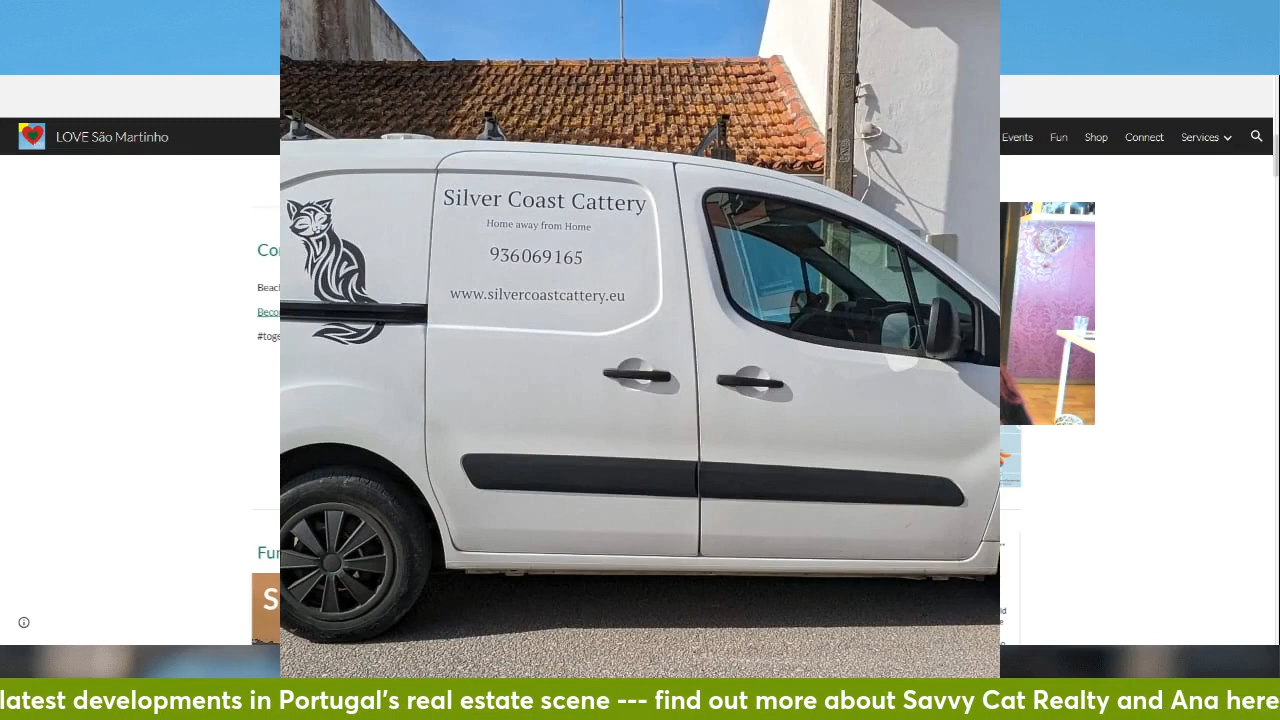 LOVE São Martinho
Events
Fun
Shop
Connect
Services
Silver Coast Cattery
Home away from Home
936069165
www.silvercoastcattery.eu
latest developments in Portugal's real estate scene --- find out more about Savvy Cat Realty and Ana here